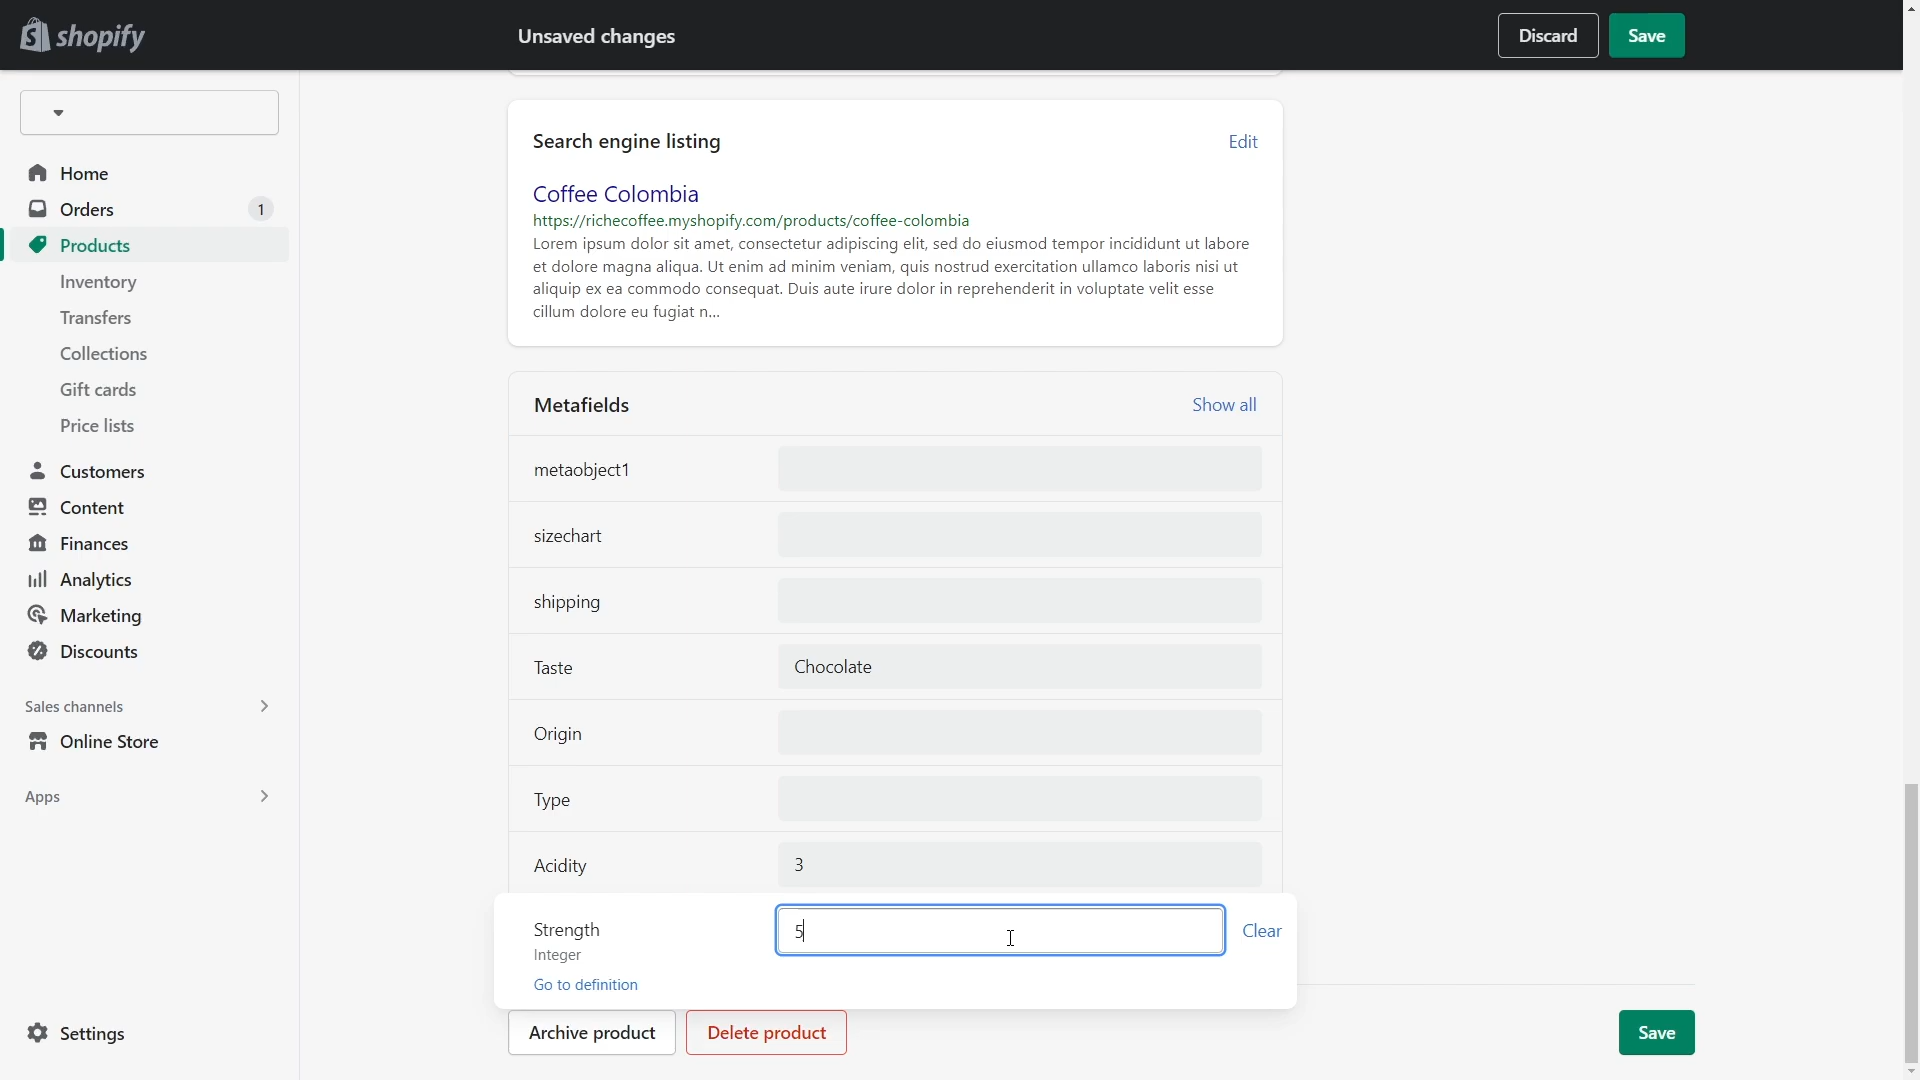 shopify
Unsaved changes
Discard
Save
Home
Orders
1
Products
Inventory
Transfers
Collections
Gift cards
Price lists
Customers
Content
Finances
Analytics
Marketing
Discounts
Sales channels
Online Store
Apps
Settings
Search engine listing
Edit
Coffee Colombia
https://richecoffee.myshopify.com/products/coffee-colombia
Lorem ipsum dolor sit amet, consectetur adipiscing elit, sed do eiusmod tempor incididunt ut labore
et dolore magna aliqua. Ut enim ad minim veniam, quis nostrud exercitation ullamco laboris nisi ut
aliquip ex ea commodo consequat. Duis aute irure dolor in reprehenderit in voluptate velit esse
cillum dolore eu fugiat n...
Metafields
Show all
metaobject1
sizechart
shipping
Taste
Chocolate
Origin
Type
Acidity
3
Strength
5
Clear
Integer
Go to definition
Archive product
Delete product
Save